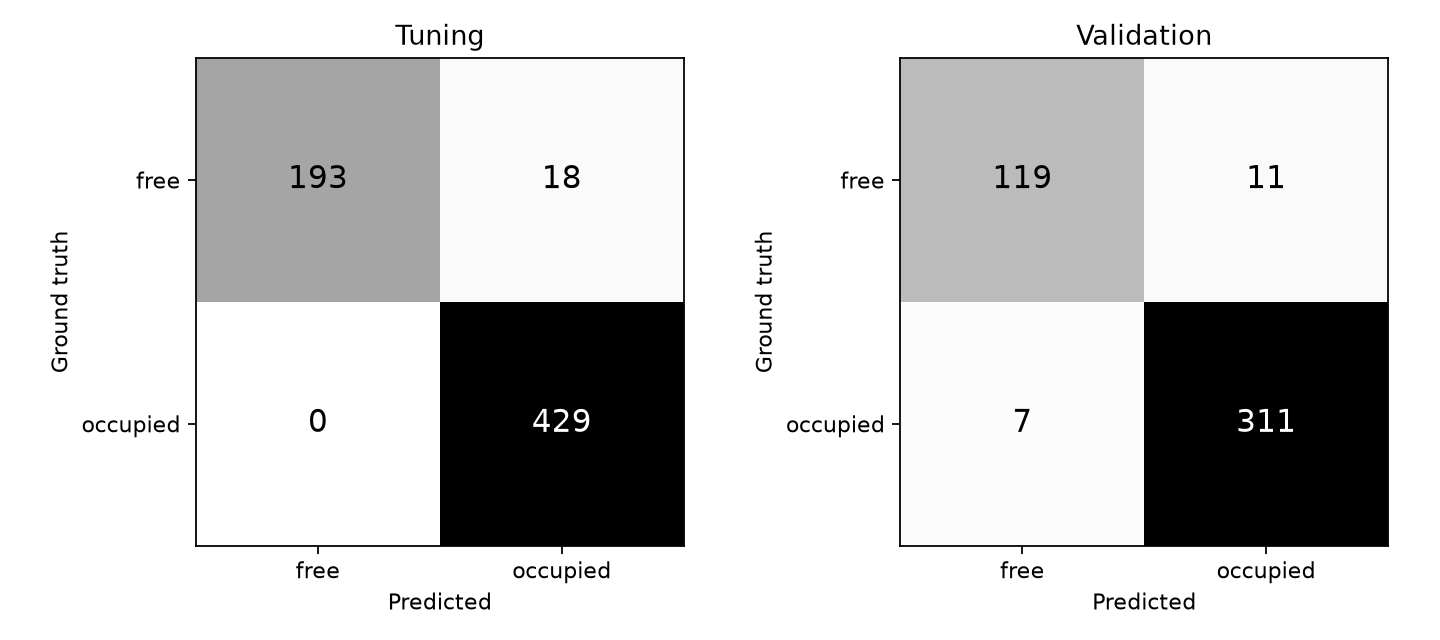 Tuning
free
193
18
Ground truth
occupied
0
429
free
occupied
Predicted
Validation
free
119
11
Ground truth
occupied
7
311
free
occupied
Predicted